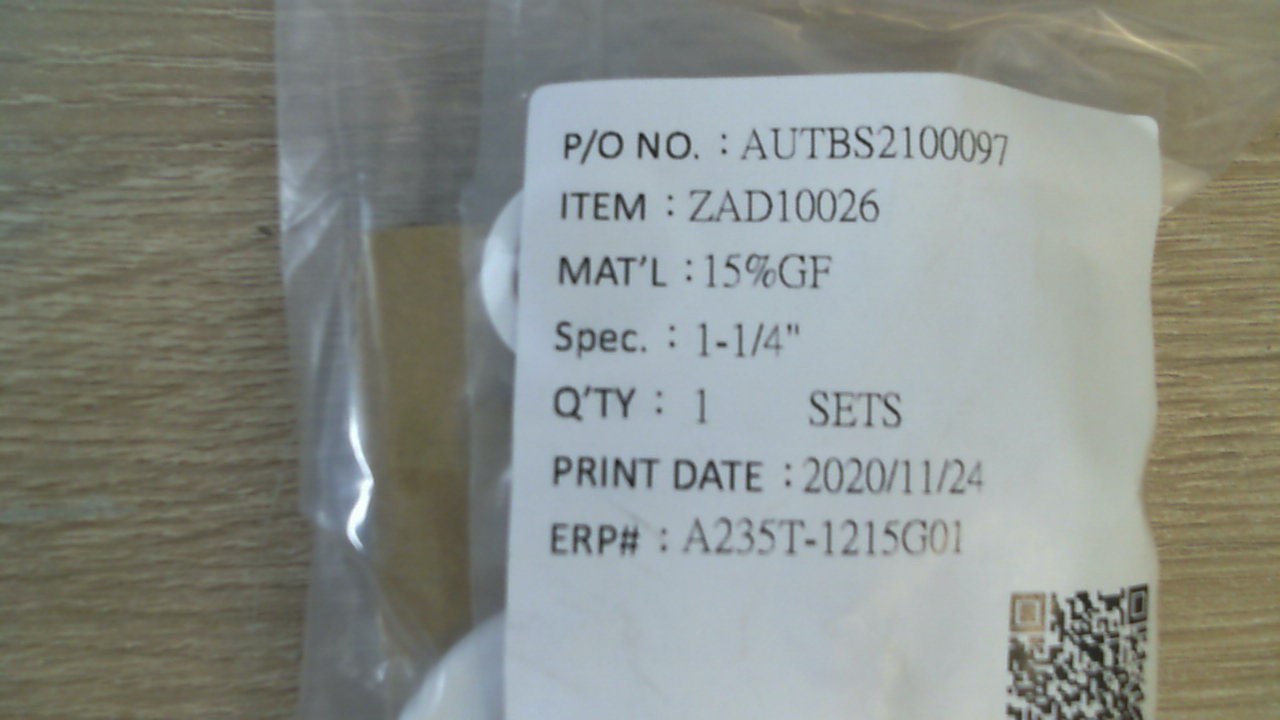 P/O NO. : AUTBS2100097
ITEM : ZAD10026
MAT'L : 15%GF
Spec. : 1-1/4"
Q'TY : 1 SETS
PRINT DATE : 2020/11/24
ERP# : A235T-1215G01